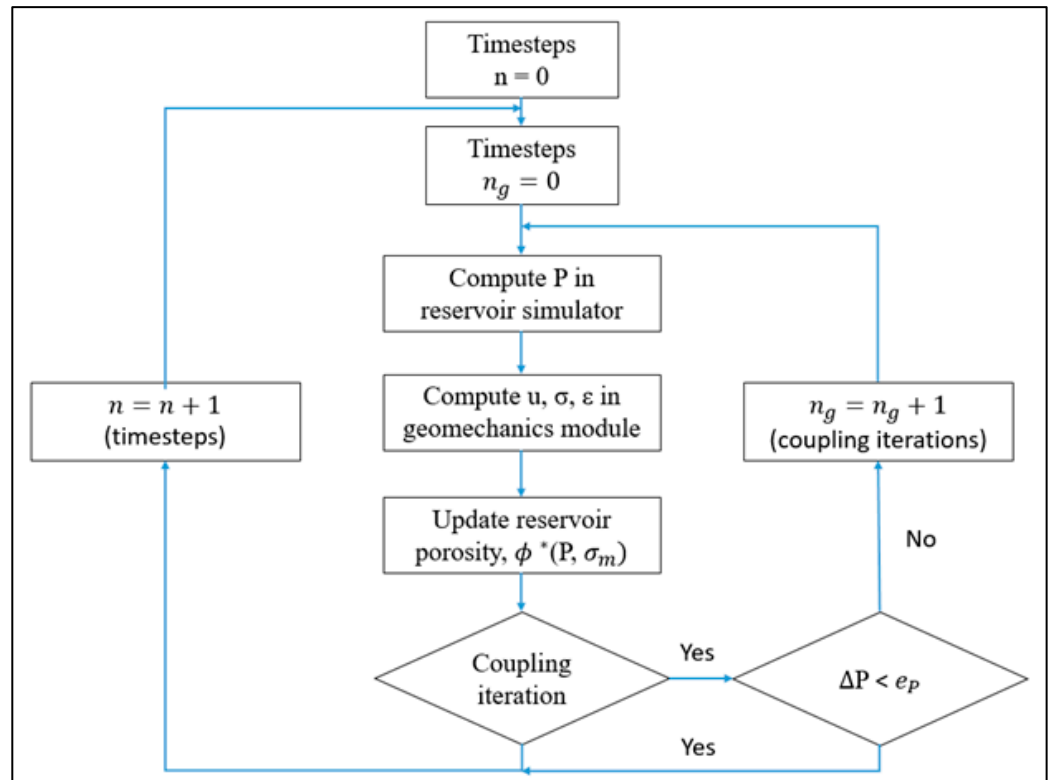 Timesteps
n = 0
Timesteps
n_g = 0
Compute P in
reservoir simulator
Compute u, σ, ε in
geomechanics module
n = n + 1
(timesteps)
n_g = n_g + 1
(coupling iterations)
Update reservoir
porosity, ϕ *(P, σ_m)
No
Coupling
iteration
Yes
ΔP < e_P
Yes